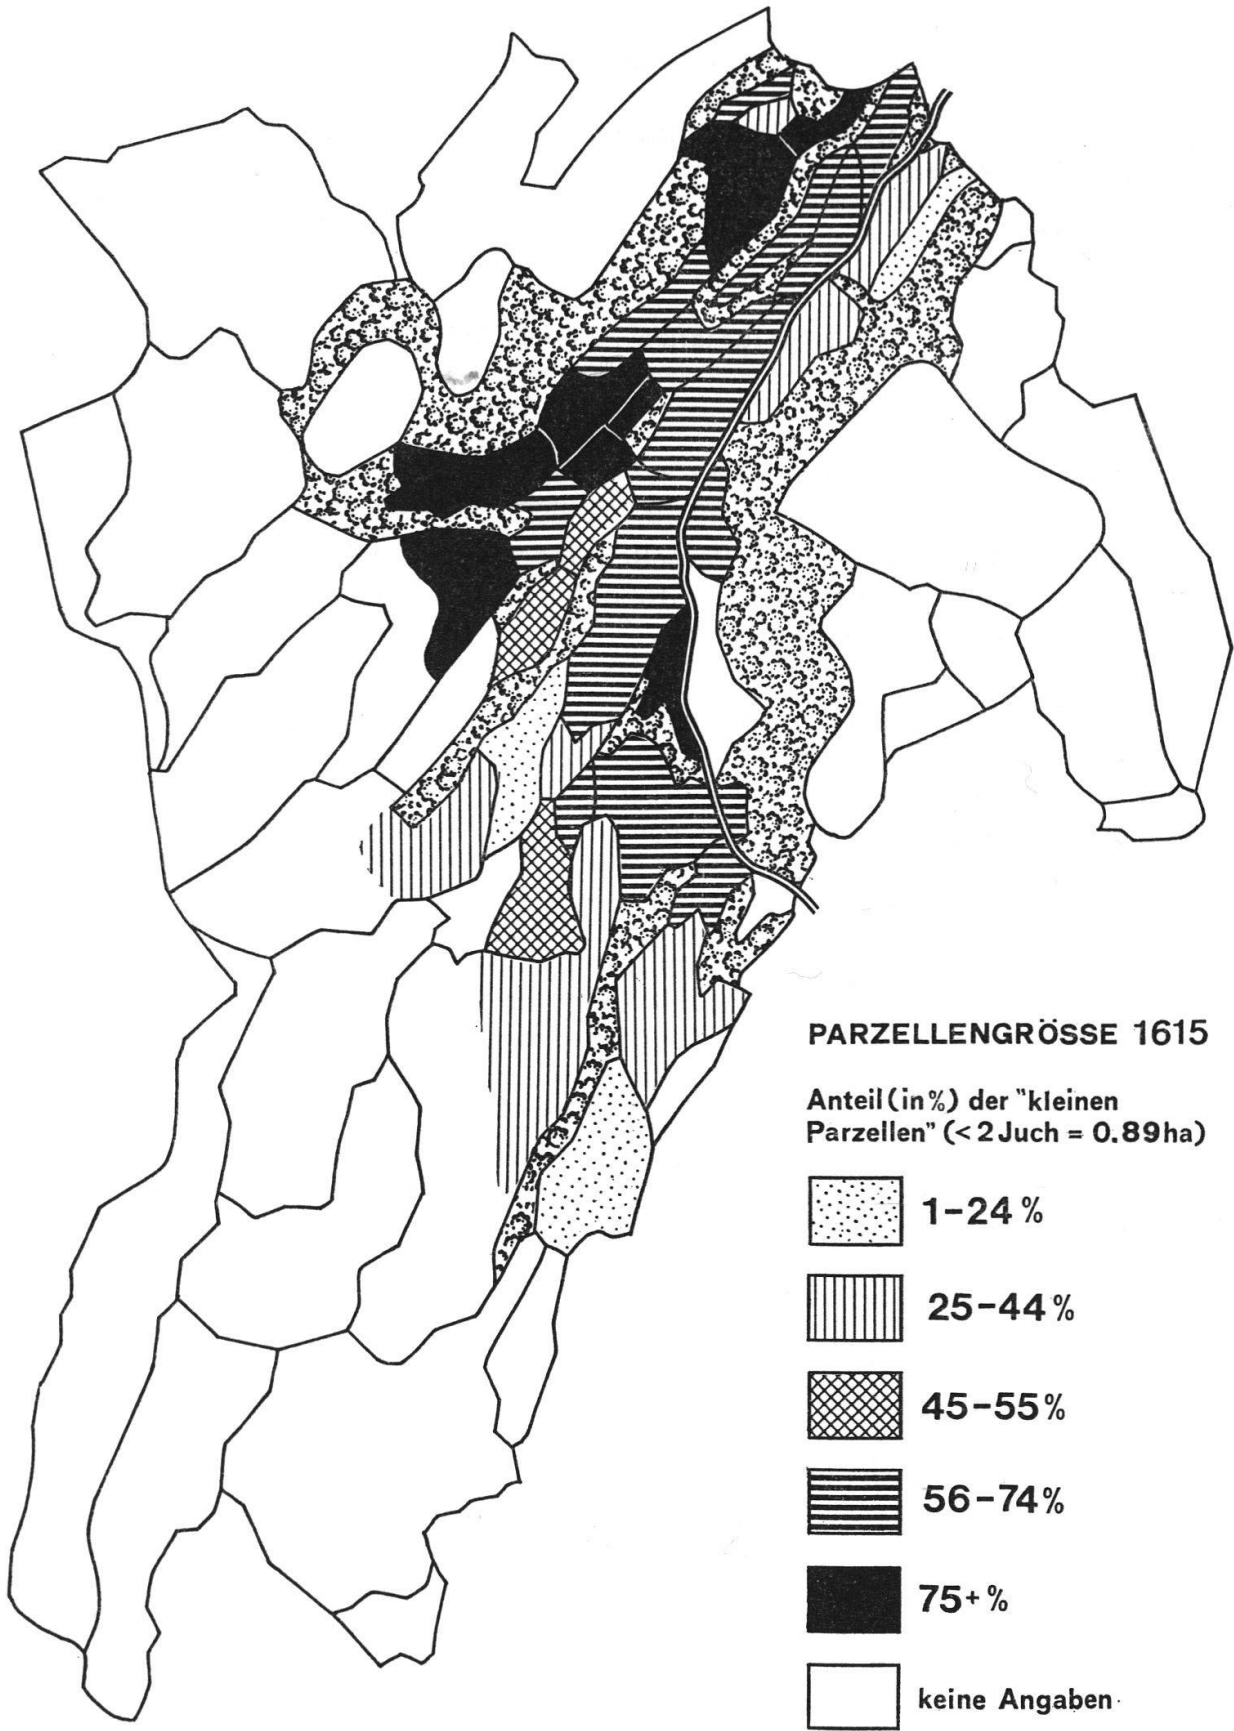 PARZELLENGRÖSSE 1615
Anteil (in %) der "kleinen
Parzellen" (< 2 Juch = 0.89 ha)
1-24 %
25-44 %
45-55 %
56-74 %
75+ %
keine Angaben